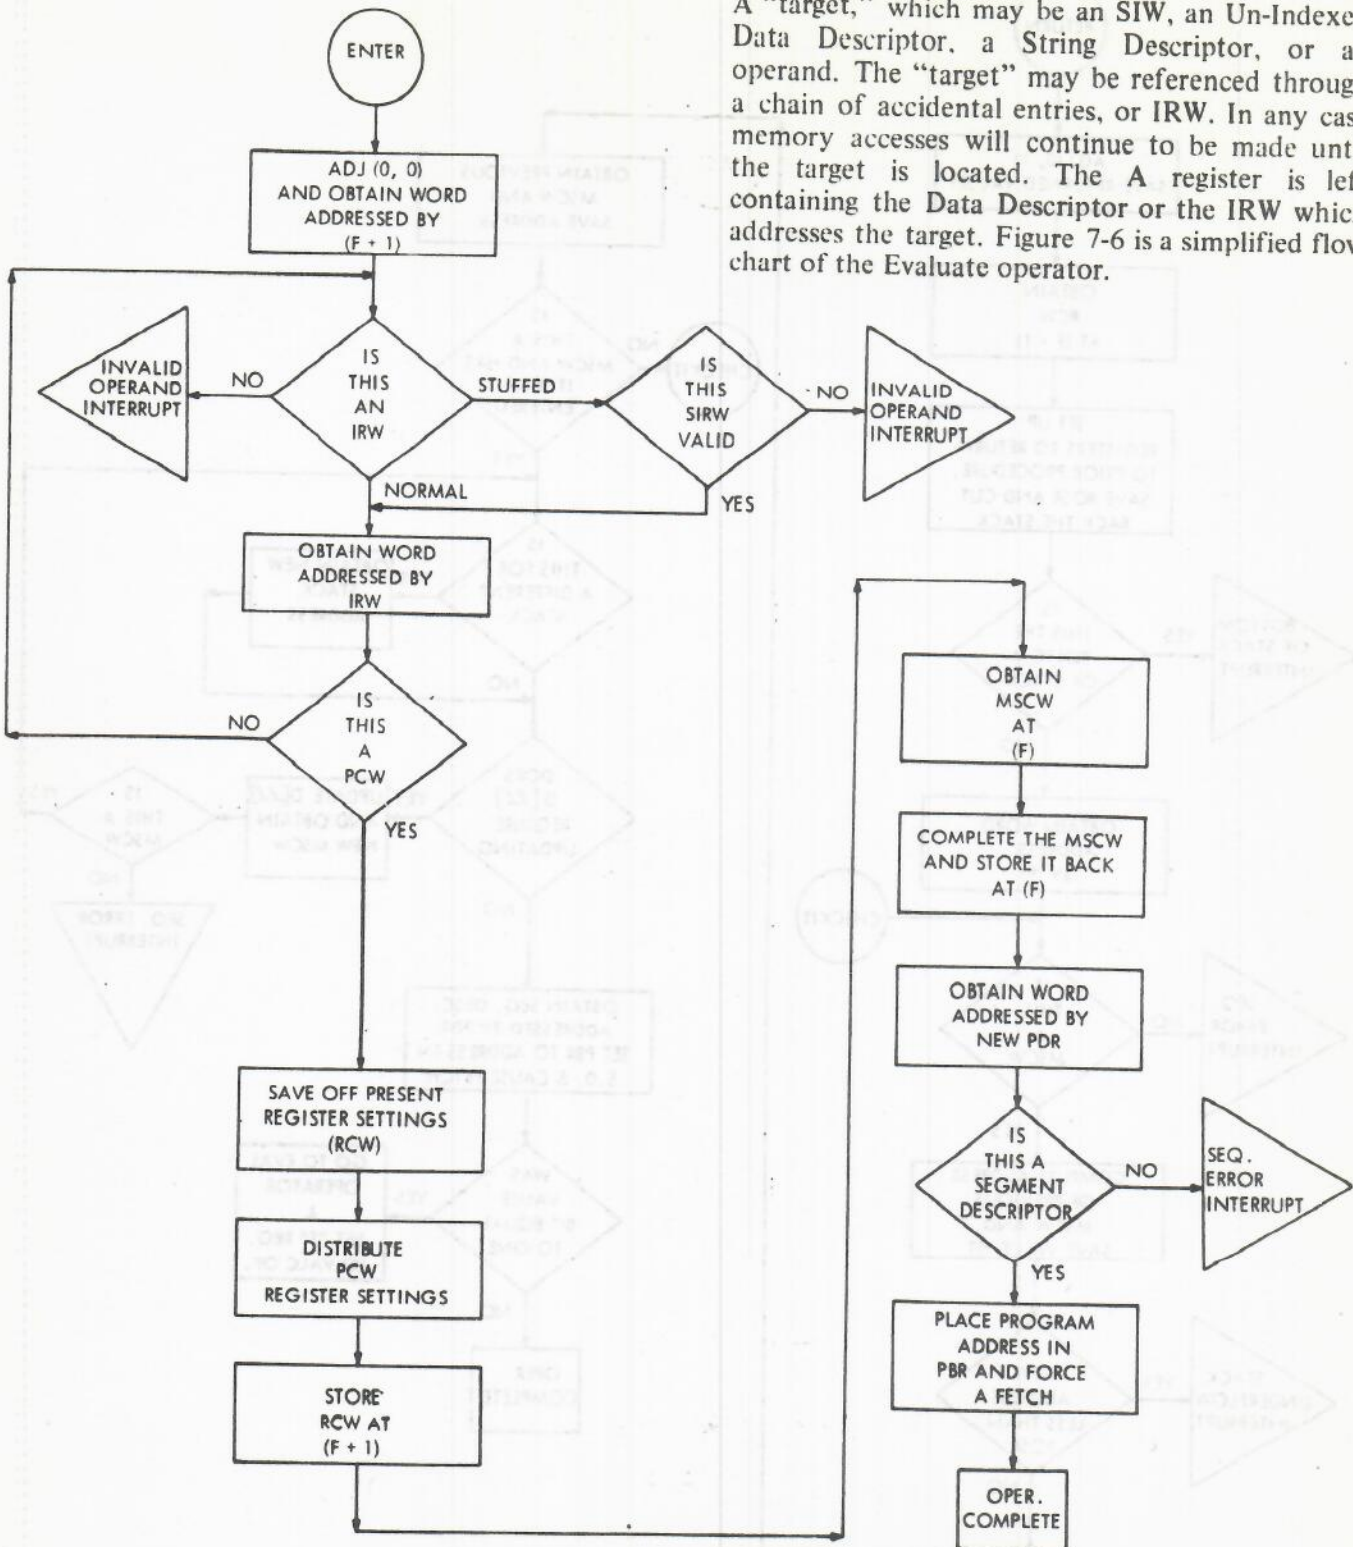 A “target,” which may be an SIW, an Un-Indexe
Data Descriptor, a String Descriptor, or a
operand. The “target” may be referenced throug
a chain of accidental entries, or IRW. In any cas
memory accesses will continue to be made unt
the target is located. The A register is lef
containing the Data Descriptor or the IRW whic
addresses the target. Figure 7-6 is a simplified flow
chart of the Evaluate operator.
ENTER
ADJ (0, 0)
AND OBTAIN WORD
ADDRESSED BY
(F + 1)
IS
THIS
AN
IRW
NO
INVALID
OPERAND
INTERRUPT
STUFFED
IS
THIS
SIRW
VALID
NO
INVALID
OPERAND
INTERRUPT
YES
NORMAL
OBTAIN WORD
ADDRESSED BY
IRW
IS
THIS
A
PCW
NO
YES
SAVE OFF PRESENT
REGISTER SETTINGS
(RCW)
DISTRIBUTE
PCW
REGISTER SETTINGS
STORE
RCW AT
(F + 1)
OBTAIN
MSCW
AT
(F)
COMPLETE THE MSCW
AND STORE IT BACK
AT (F)
OBTAIN WORD
ADDRESSED BY
NEW PDR
IS
THIS A
SEGMENT
DESCRIPTOR
NO
SEQ.
ERROR
INTERRUPT
YES
PLACE PROGRAM
ADDRESS IN
PBR AND FORCE
A FETCH
OPER.
COMPLETE